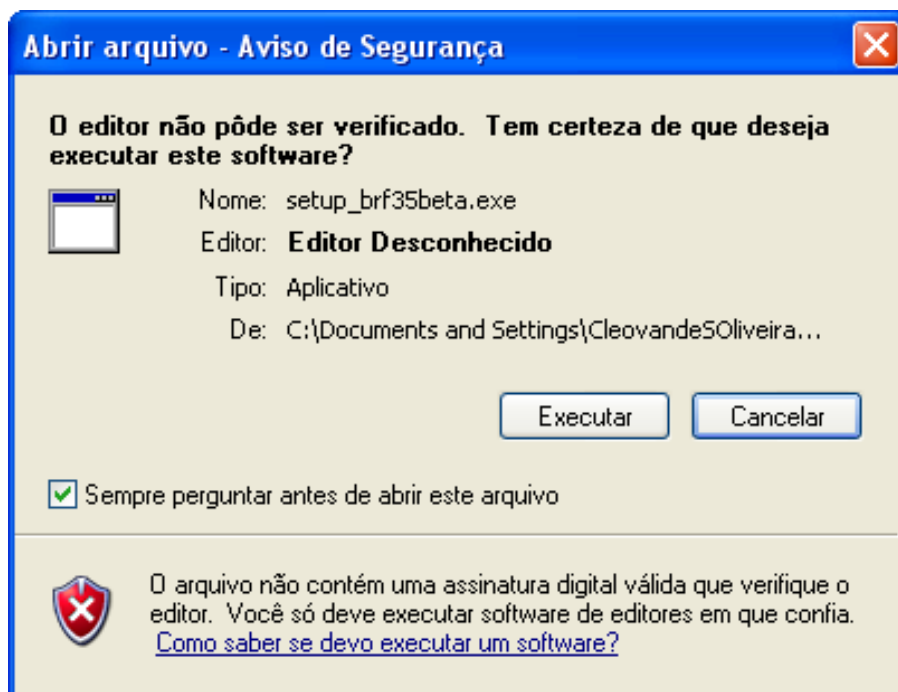 Abrir arquivo - Aviso de Segurança
O editor não pôde ser verificado. Tem certeza de que deseja
executar este software?
Nome: setup_brf35beta.exe
Editor: Editor Desconhecido
Tipo: Aplicativo
De: C:\Documents and Settings\CleovandeSOliveira...
Executar Cancelar
Sempre perguntar antes de abrir este arquivo
O arquivo não contém uma assinatura digital válida que verifique o
editor. Você só deve executar software de editores em que confia.
Como saber se devo executar um software?